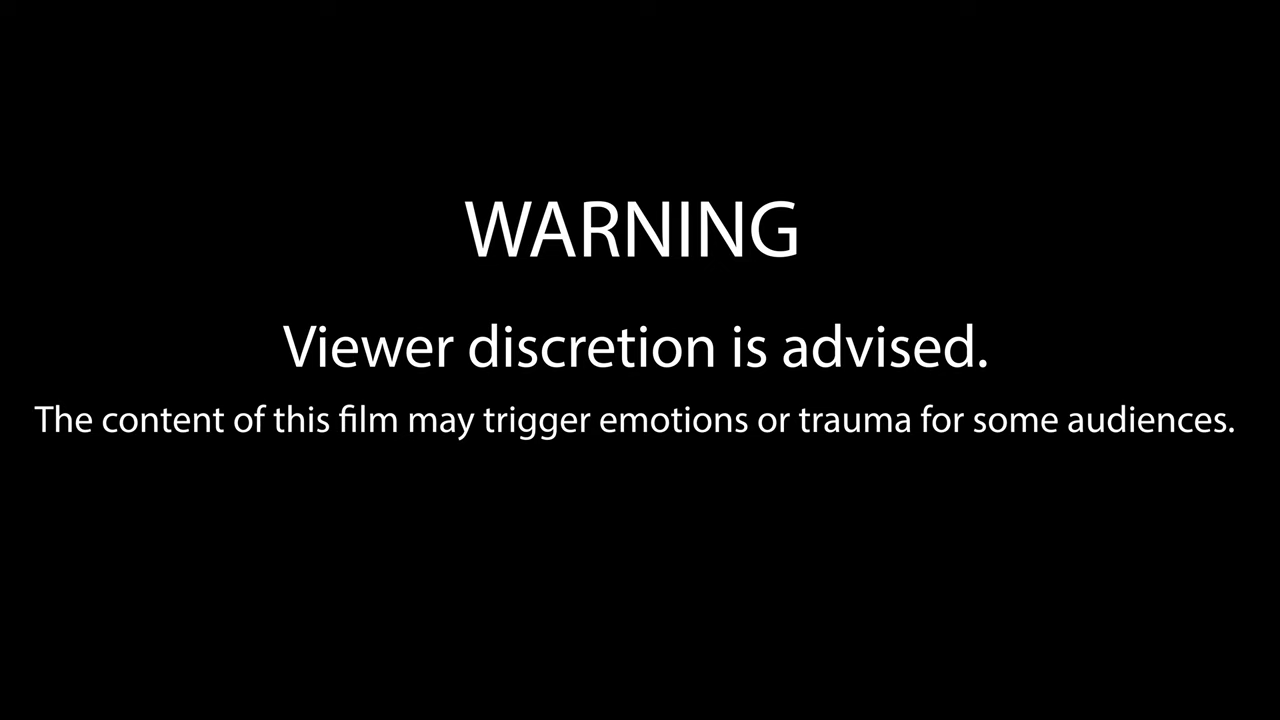 WARNING
Viewer discretion is advised.
The content of this film may trigger emotions or trauma for some audiences.